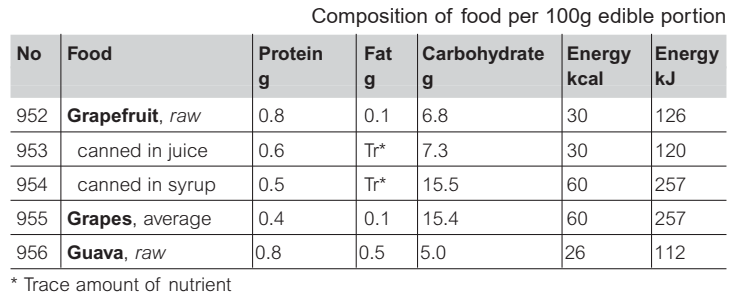 Composition of food per 100g edible portion
No Food Protein Fat Carbohydrate Energy Energy
g g g kcal kJ
952 Grapefruit, raw 0.8 0.1 6.8 30 126
953 canned in juice 0.6 Tr* 7.3 30 120
954 canned in syrup 0.5 Tr* 15.5 60 257
955 Grapes, average 0.4 0.1 15.4 60 257
956 Guava, raw 0.8 0.5 5.0 26 112
* Trace amount of nutrient